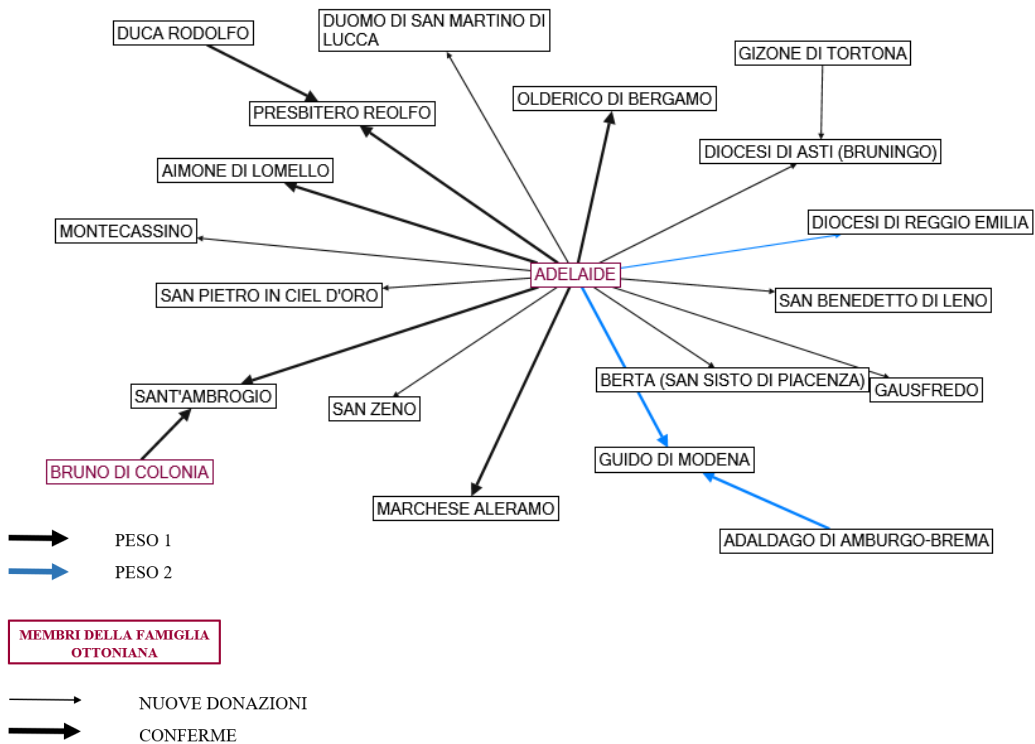 DUCA RODOLFO
DUOMO DI SAN MARTINO DI
LUCCA
GIZONE DI TORTONA
OLDERICO DI BERGAMO
PRESBITERO REOLFO
DIOCESI DI ASTI (BRUNINGO)
AIMONE DI LOMELLO
DIOCESI DI REGGIO EMILIA
MONTECASSINO
ADELAIDE
SAN PIETRO IN CIEL D'ORO
SAN BENEDETTO DI LENO
BERTA (SAN SISTO DI PIACENZA)
GAUSFREDO
SANT'AMBROGIO
SAN ZENO
GUIDO DI MODENA
BRUNO DI COLONIA
MARCHESE ALERAMO
ADALDAGO DI AMBURGO-BREMA
PESO 1
PESO 2
MEMBRI DELLA FAMIGLIA
OTTONIANA
NUOVE DONAZIONI
CONFERME